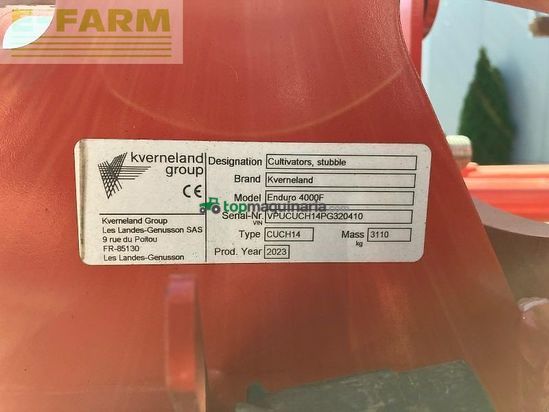 E-FARM
kverneland group
CE
Kverneland Group
Les Landes-Genusson SAS
9 rue du Poitou
FR-85130
Les Landes-Genusson
Designation Cultivators, stubble
Brand Kverneland
Model Enduro 4000F
topmaquinaria.com
Serial-Nr. VIN VPUCUCH14PG320410
Type CUCH14 Mass kg 3110
Prod. Year 2023